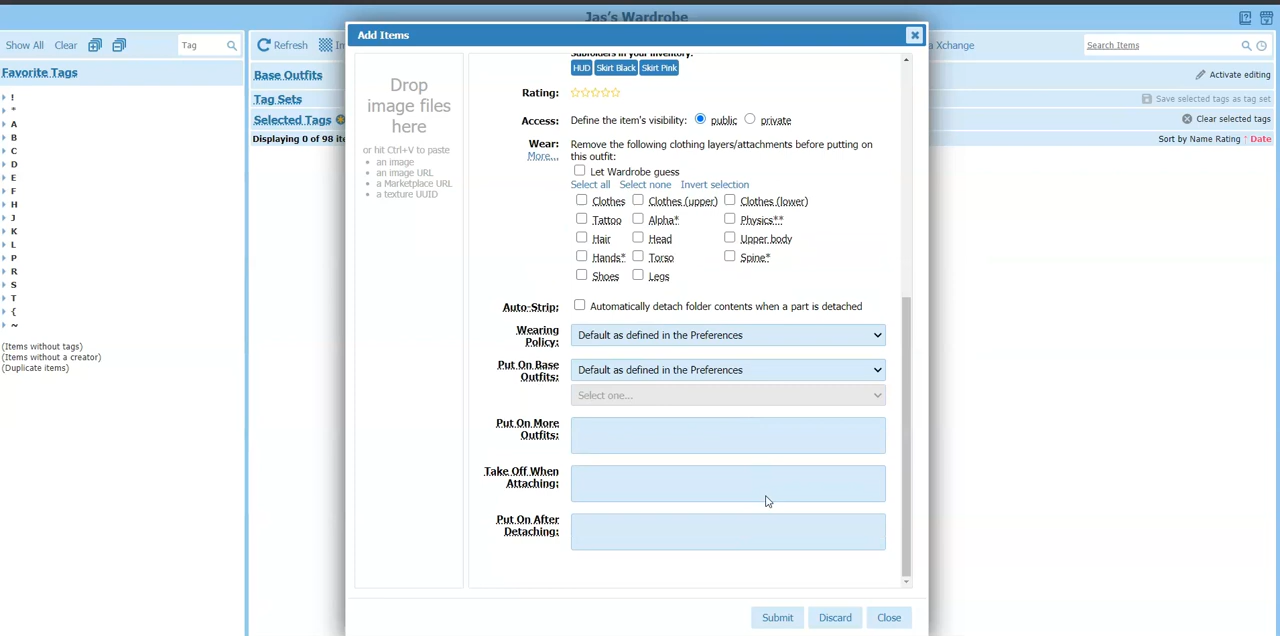 Jas's Wardrobe
Show All Clear Tag
Favorite Tags
!
*
A
B
C
D
E
F
H
J
K
L
P
R
S
T
{
~
(Items without tags)
(Items without a creator)
(Duplicate items)
Refresh
Base Outfits
Tag Sets
Selected Tags
Displaying 0 of 98 ite
Add Items
Drop
image files
here
or hit Ctrl+V to paste
an image
an image URL
a Marketplace URL
a texture UUID
Subfolders in your inventory:
HUD Skirt Black Skirt Pink
Rating:
Access: Define the item's visibility: public private
Wear: Remove the following clothing layers/attachments before putting on
More... this outfit:
Let Wardrobe guess
Select all Select none Invert selection
Clothes Clothes (upper) Clothes (lower)
Tattoo Alpha* Physics**
Hair Head Upper body
Hands* Torso Spine*
Shoes Legs
Auto-Strip: Automatically detach folder contents when a part is detached
Wearing Policy: Default as defined in the Preferences
Put On Base Outfits: Default as defined in the Preferences
Select one...
Put On More Outfits:
Take Off When Attaching:
Put On After Detaching:
Submit Discard Close
a Xchange Search Items
Activate editing
Save selected tags as tag set
Clear selected tags
Sort by Name Rating ↑ Date